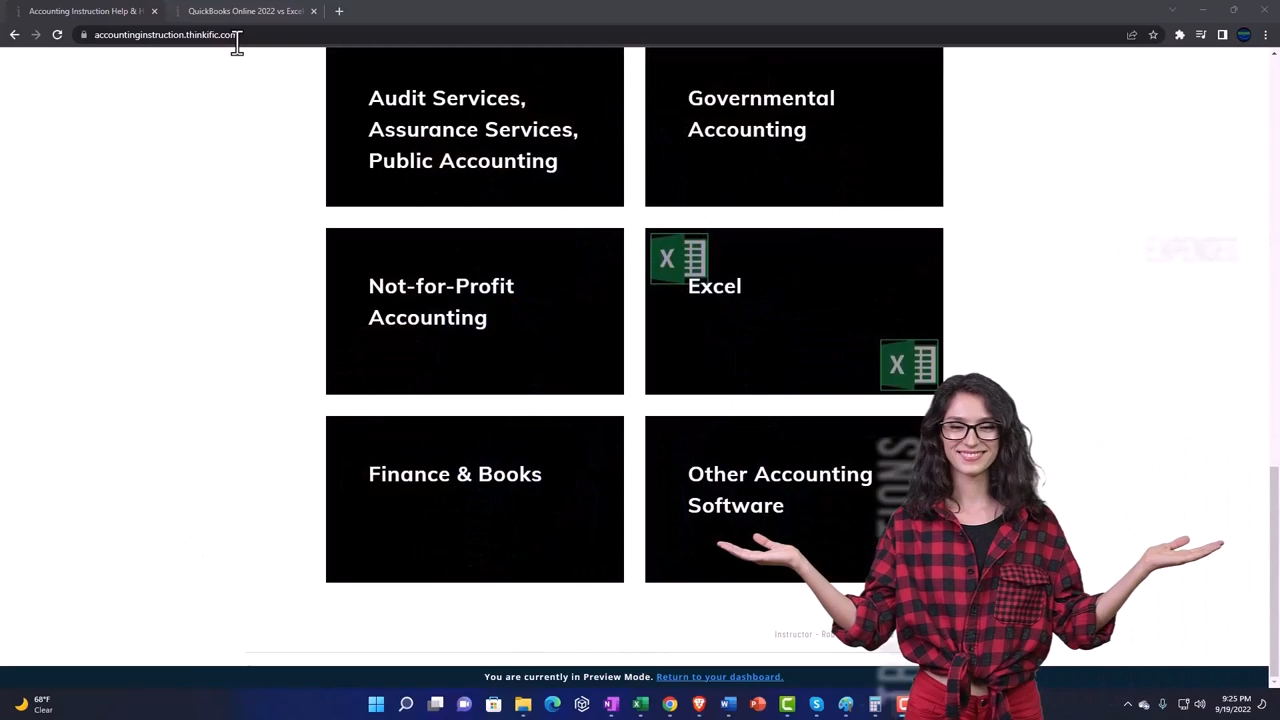 Accounting Instruction Help & H
QuickBooks Online 2022 vs Excel
accountinginstruction.thinkific.com
Audit Services,
Assurance Services,
Public Accounting
Governmental
Accounting
Not-for-Profit
Accounting
X
Excel
X
EXPENSES
Finance & Books
Other Accounting
Software
Instructor -
You are currently in Preview Mode. Return to your dashboard.
68°F
Clear
9:25 PM
9/19/2022